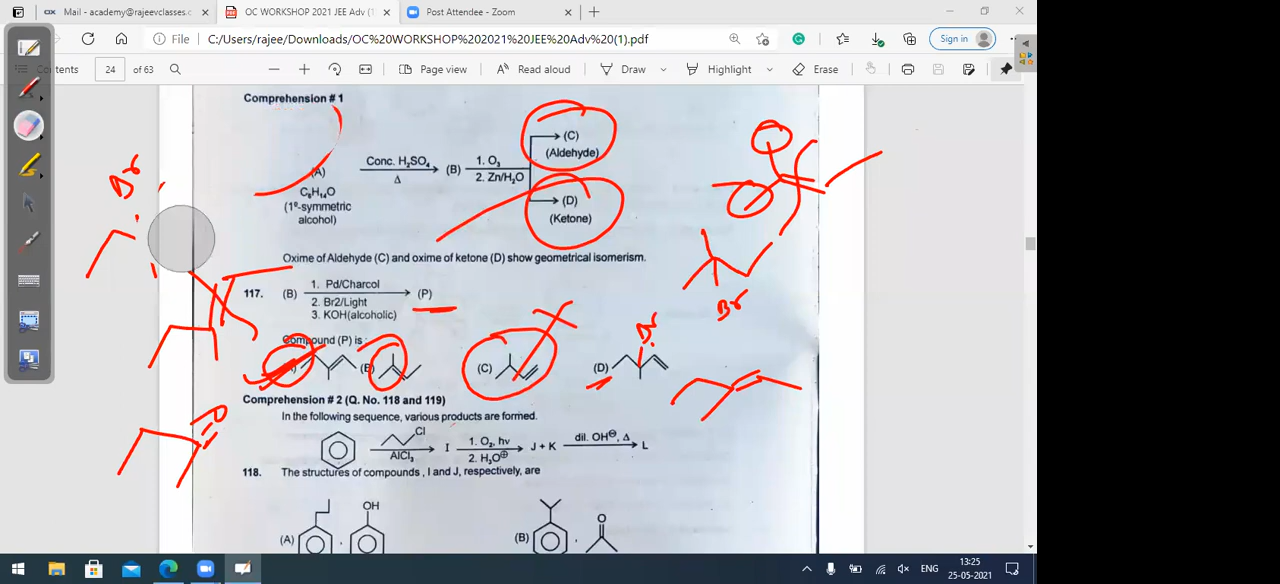 Mail - academy@rajeevclasses.c
OC WORKSHOP 2021 JEE Adv (1
Post Attendee - Zoom
File
C:/Users/rajee/Downloads/OC%20WORKSHOP%202021%20JEE%20Adv%20(1).pdf
Sign in
Contents
24
of 63
Page view
Read aloud
Draw
Highlight
Erase
Comprehension # 1
(A)
C6H14O
(1⁰-symmetric
alcohol)
Conc. H2SO4
Δ
(B)
1. O3
2. Zn/H2O
(C)
(Aldehyde)
(D)
(Ketone)
Oxime of Aldehyde (C) and oxime of ketone (D) show geometrical isomerism.
117.
(B)
1. Pd/Charcol
2. Br2/Light
3. KOH(alcoholic)
(P)
Compound (P) is :
(B)
(C)
(D)
Br
Br
Br
O
Comprehension # 2 (Q. No. 118 and 119)
In the following sequence, various products are formed.
Cl
AlCl3
I
1. O2, hν
2. H3O⊕
J + K
dil. OH⊖, Δ
L
118.
The structures of compounds , I and J, respectively, are
OH
(A)
,
(B)
,
O
ENG
13:25
25-05-2021